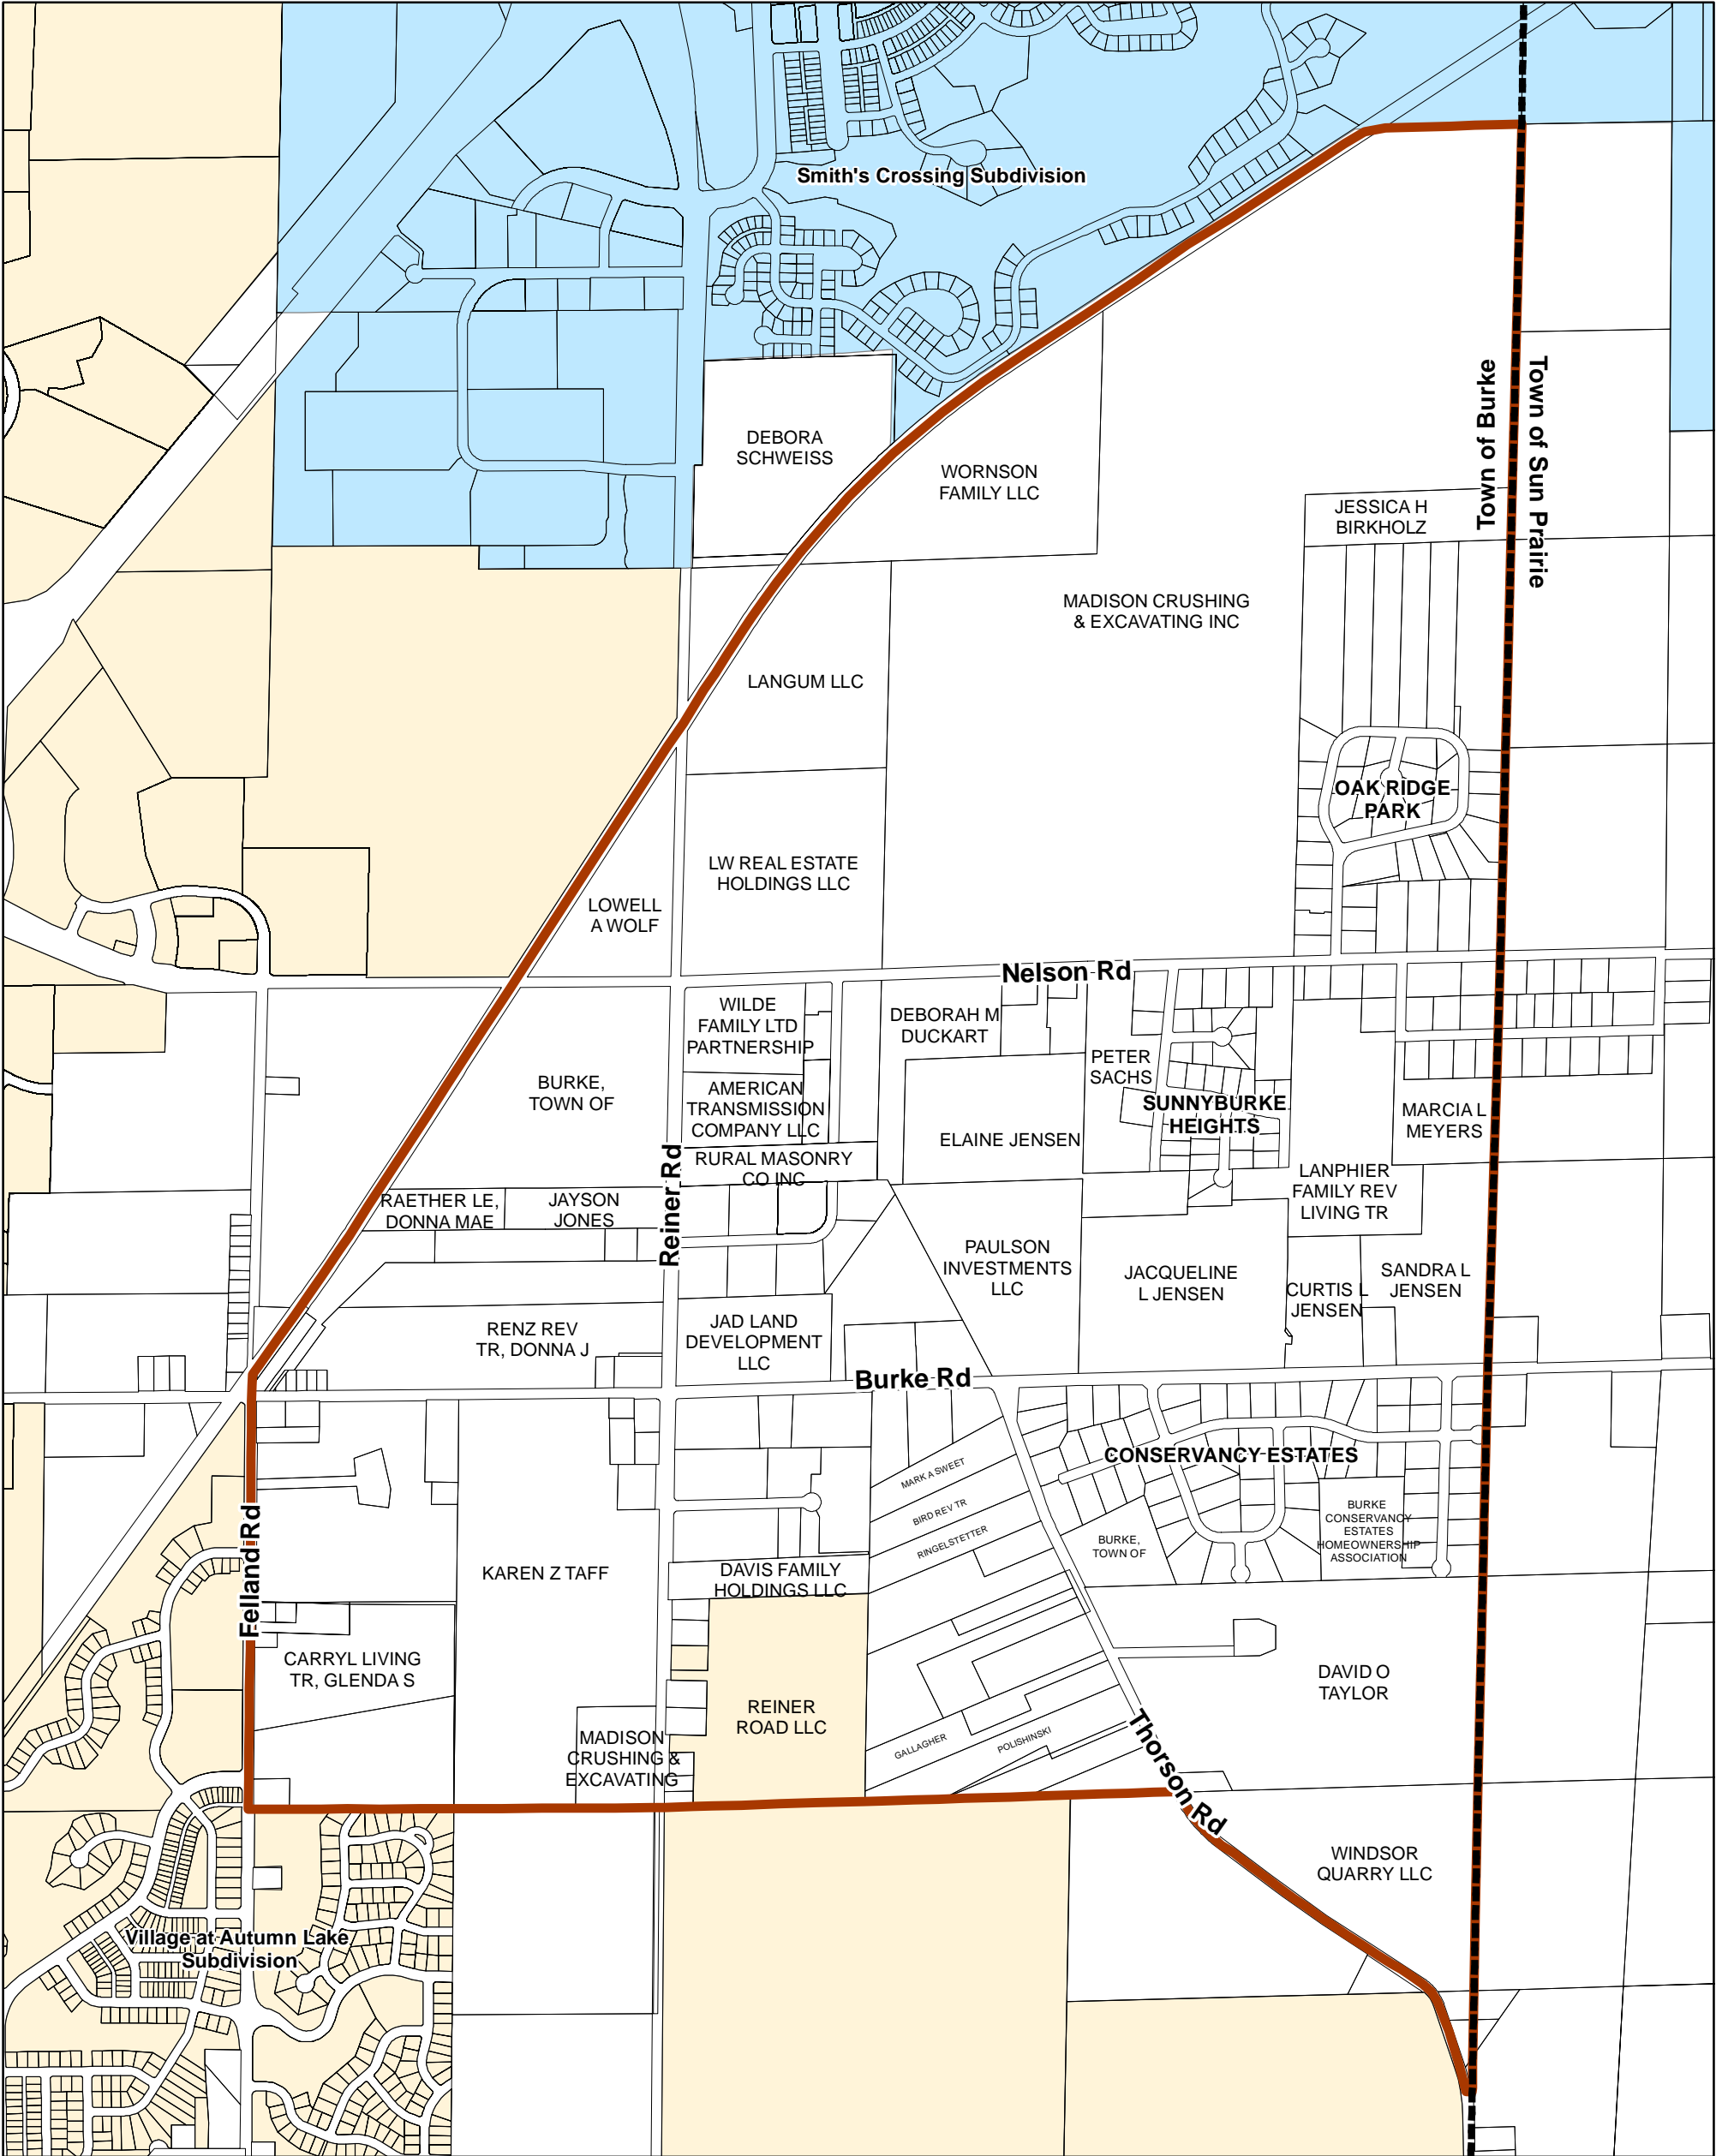 Smith's Crossing Subdivision
Town of Burke
Town of Sun Prairie
DEBORA
SCHWEISS
WORNSON
FAMILY LLC
JESSICA H
BIRKHOLZ
MADISON CRUSHING
& EXCAVATING INC
LANGUM LLC
OAK RIDGE
PARK
LW REAL ESTATE
HOLDINGS LLC
LOWELL
A WOLF
Nelson Rd
WILDE
FAMILY LTD
PARTNERSHIP
DEBORAH M
DUCKART
PETER
SACHS
BURKE,
TOWN OF
AMERICAN
TRANSMISSION
COMPANY LLC
SUNNYBURKE
HEIGHTS
MARCIA L
MEYERS
ELAINE JENSEN
RURAL MASONRY
CO INC
Reiner Rd
LANPHIER
FAMILY REV
LIVING TR
RAETHER LE,
DONNA MAE
JAYSON
JONES
PAULSON
INVESTMENTS
LLC
JACQUELINE
L JENSEN
CURTIS L
JENSEN
SANDRA L
JENSEN
RENZ REV
TR, DONNA J
JAD LAND
DEVELOPMENT
LLC
Burke Rd
CONSERVANCY ESTATES
MARK A SWEET
BIRD REV TR
RINGELSTETTER
BURKE,
TOWN OF
BURKE
CONSERVANCY
ESTATES
HOMEOWNERSHIP
ASSOCIATION
Felland Rd
KAREN Z TAFF
DAVIS FAMILY
HOLDINGS LLC
CARRYL LIVING
TR, GLENDA S
DAVID O
TAYLOR
REINER
ROAD LLC
MADISON
CRUSHING &
EXCAVATING
GALLAGHER
POLISHINSKI
Thorson Rd
WINDSOR
QUARRY LLC
Village at Autumn Lake
Subdivision